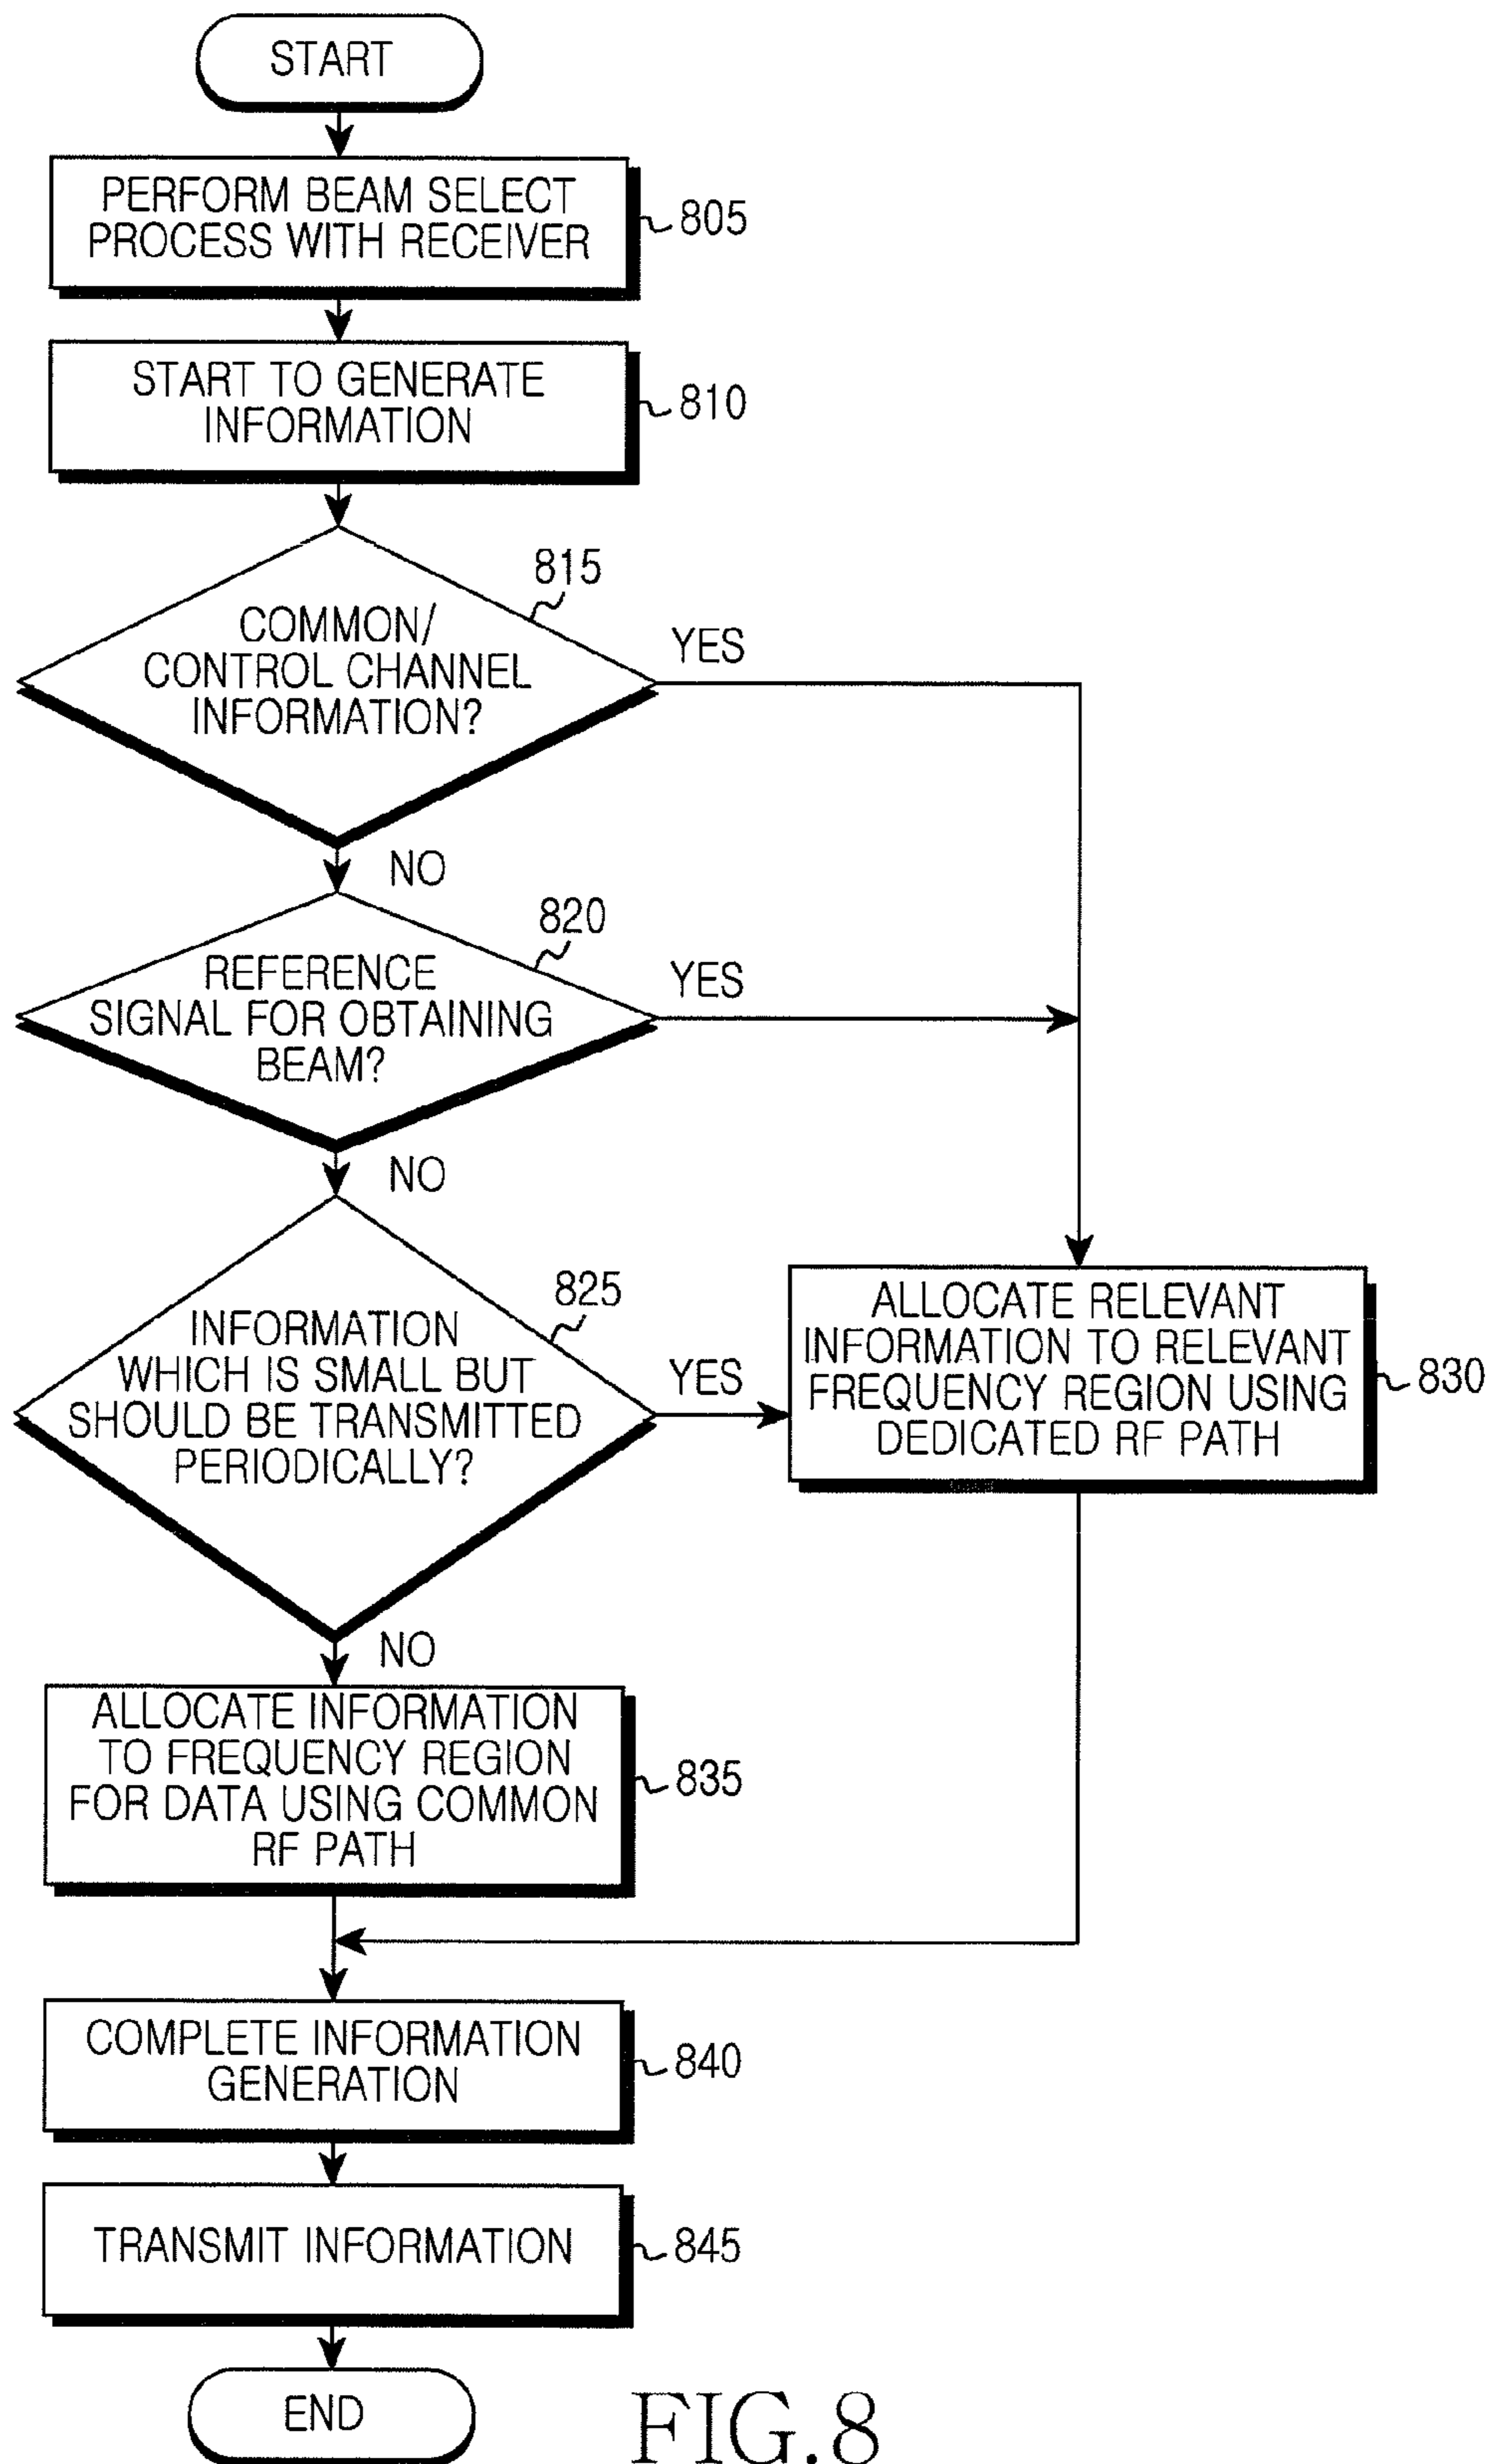 START
PERFORM BEAM SELECT
PROCESS WITH RECEIVER
805
START TO GENERATE
INFORMATION
810
815
COMMON/
CONTROL CHANNEL
INFORMATION?
YES
NO
820
REFERENCE
SIGNAL FOR OBTAINING
BEAM?
YES
NO
825
INFORMATION
WHICH IS SMALL BUT
SHOULD BE TRANSMITTED
PERIODICALLY?
YES
ALLOCATE RELEVANT
INFORMATION TO RELEVANT
FREQUENCY REGION USING
DEDICATED RF PATH
830
NO
ALLOCATE INFORMATION
TO FREQUENCY REGION
FOR DATA USING COMMON
RF PATH
835
COMPLETE INFORMATION
GENERATION
840
TRANSMIT INFORMATION
845
END
FIG.8